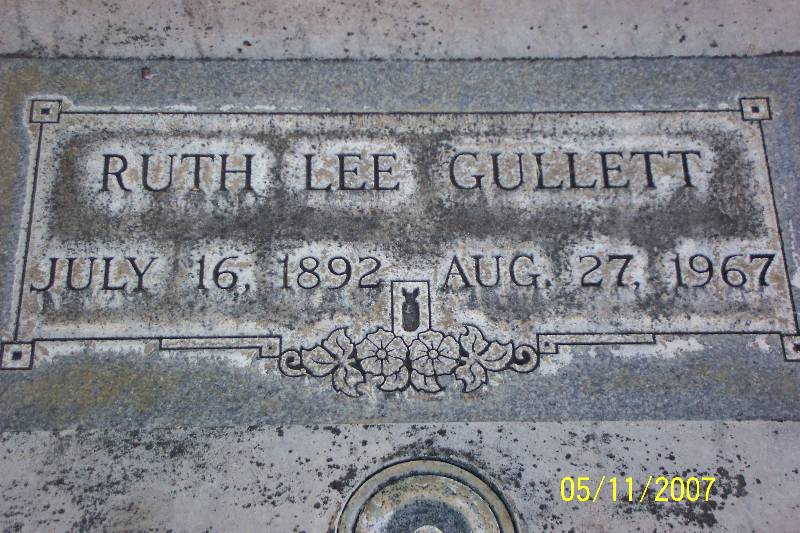 RUTH LEE GULLETT
JULY 16, 1892 AUG. 27, 1967
05/11/2007